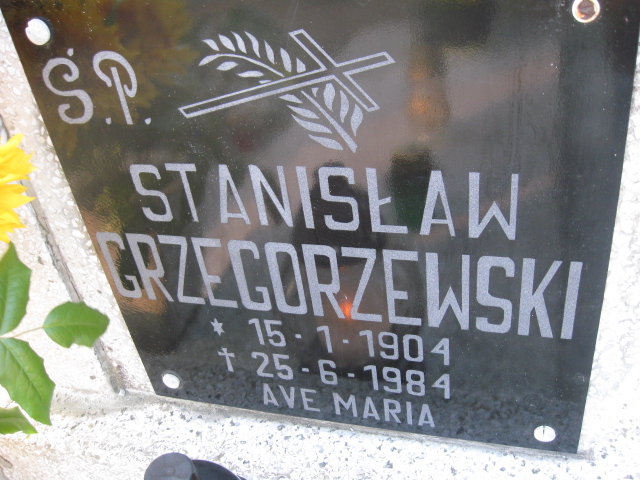 Ś.P.
STANISŁAW
GRZEGORZEWSKI
* 15-1-1904
† 25-6-1984
AVE MARIA